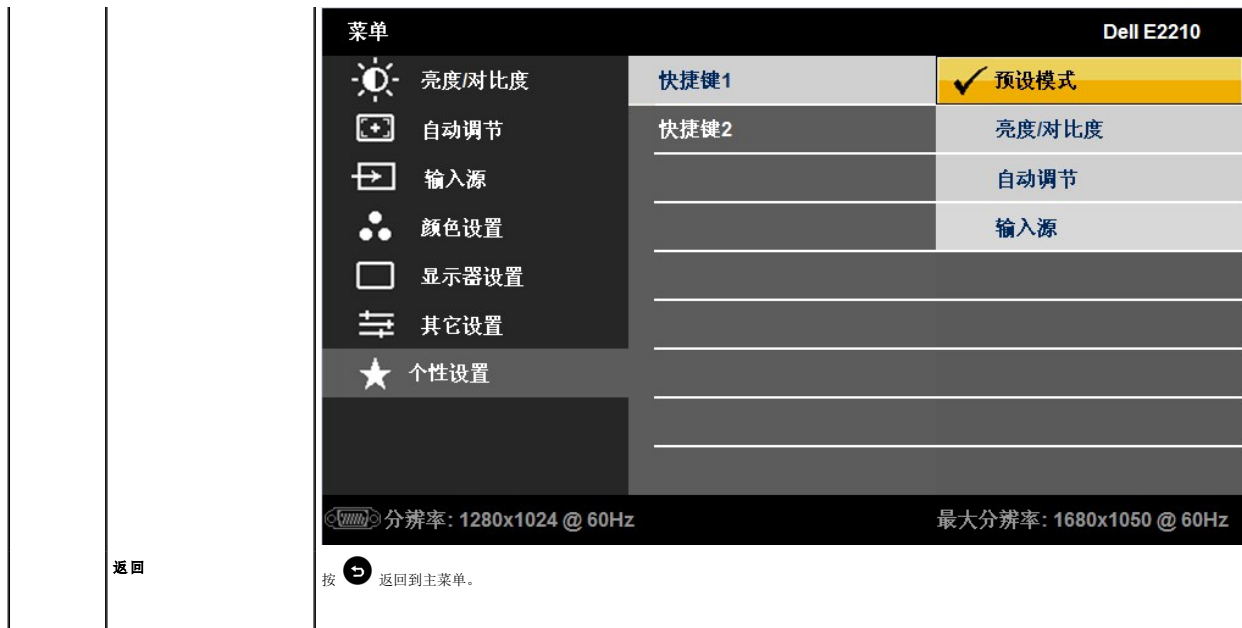 菜单 Dell E2210
亮度/对比度 快捷键1 预设模式
自动调节 快捷键2 亮度/对比度
输入源 自动调节
颜色设置 输入源
显示器设置
其它设置
个性设置
分辨率: 1280x1024 @ 60Hz 最大分辨率: 1680x1050 @ 60Hz
返回 按 返回到主菜单。